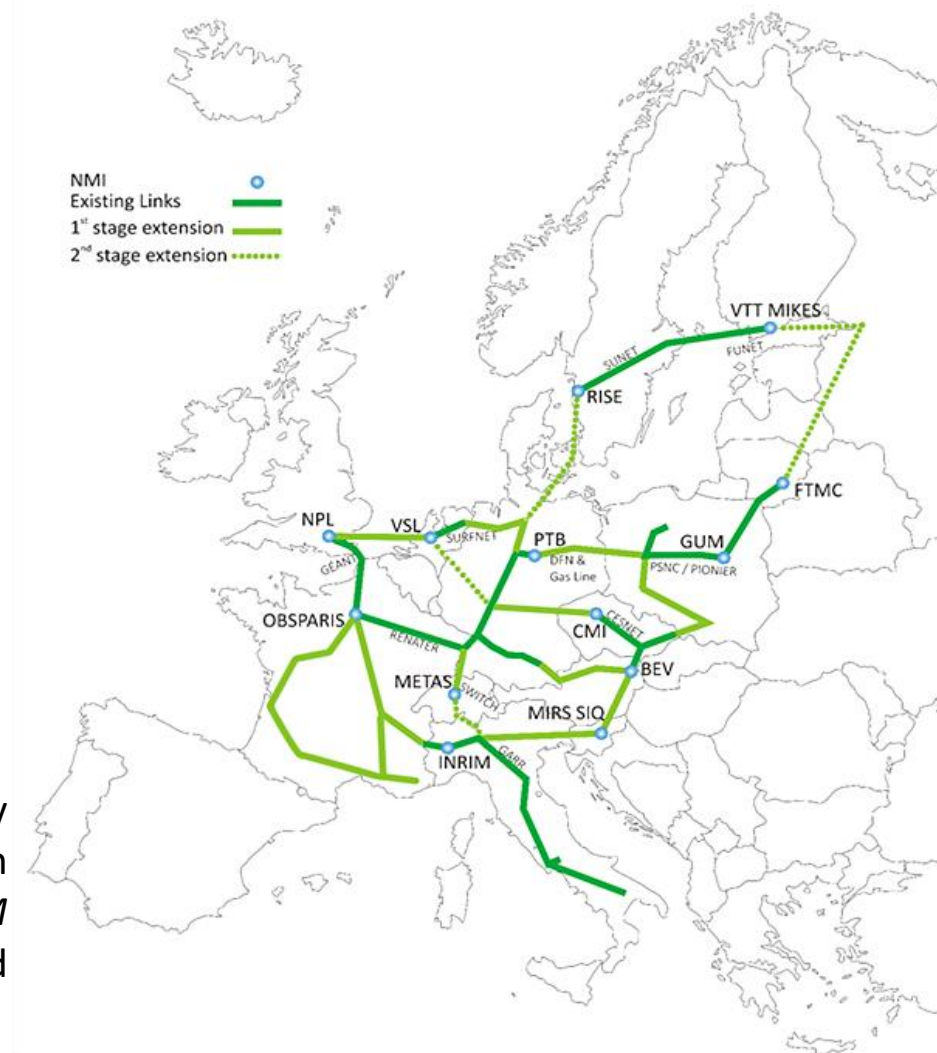 NMI
Existing Links
1st stage extension
2nd stage extension
VTT MIKES
SUNET
FUNET
RISE
FTMC
NPL
VSL
SURFNET
PTB
DFN &
Gas Line
GUM
PSNC / PIONIER
GÉANT
OBSPARIS
RENATER
CMI
CESNET
BEV
METAS
SWITCH
MIRS SIQ
INRIM
GARR